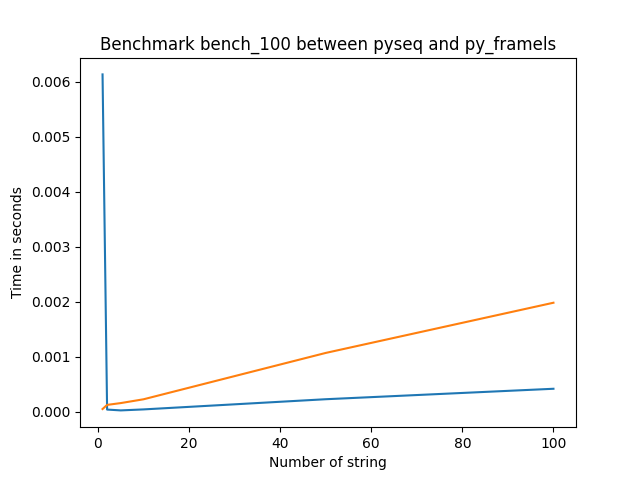 Benchmark bench_100 between pyseq and py_framels
0.006
0.005
0.004
0.003
0.002
0.001
0.000
Time in seconds
0 20 40 60 80 100
Number of string